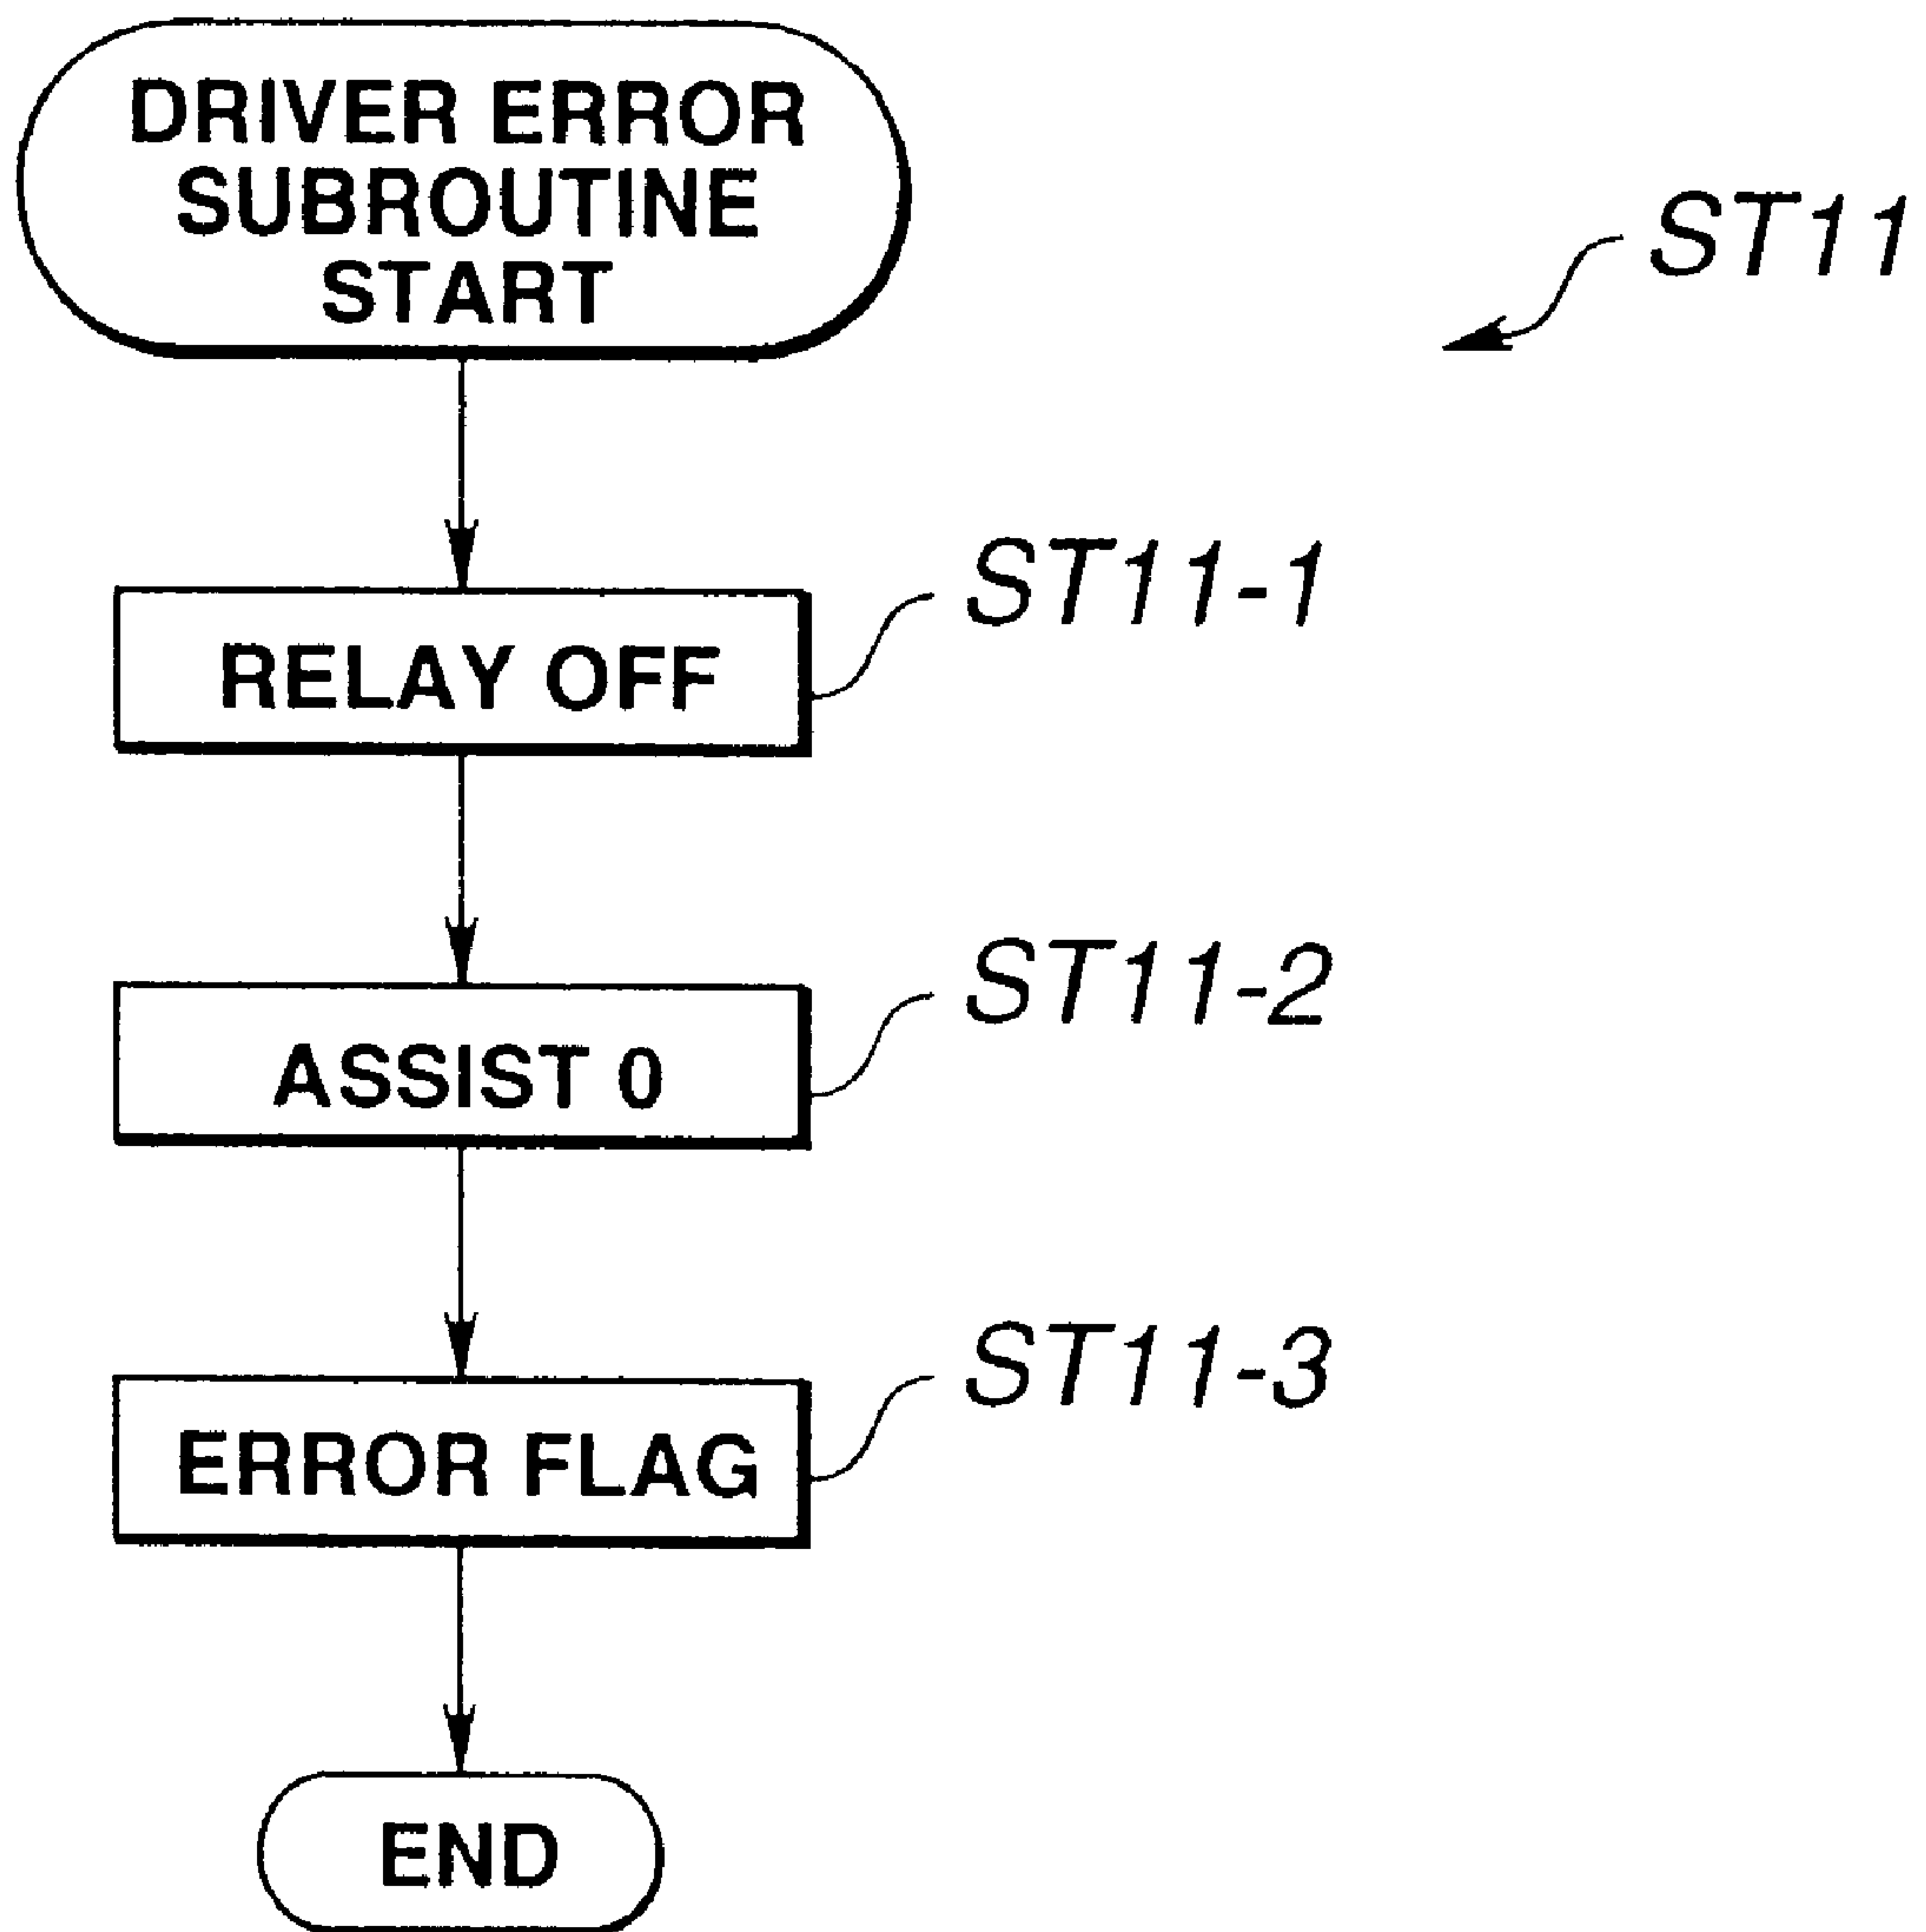 DRIVER ERROR
SUBROUTINE
START
ST11
ST11-1
RELAY OFF
ST11-2
ASSIST 0
ST11-3
ERROR FLAG
END